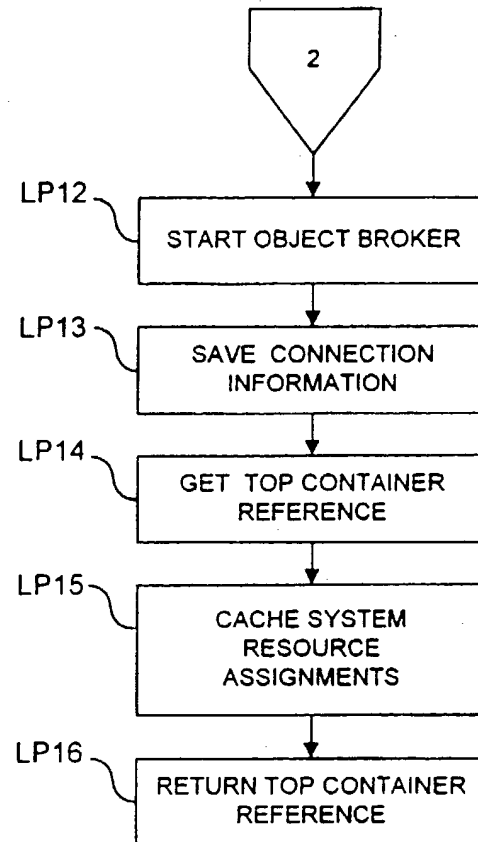 2
LP12
START OBJECT BROKER
LP13
SAVE CONNECTION
INFORMATION
LP14
GET TOP CONTAINER
REFERENCE
LP15
CACHE SYSTEM
RESOURCE
ASSIGNMENTS
LP16
RETURN TOP CONTAINER
REFERENCE